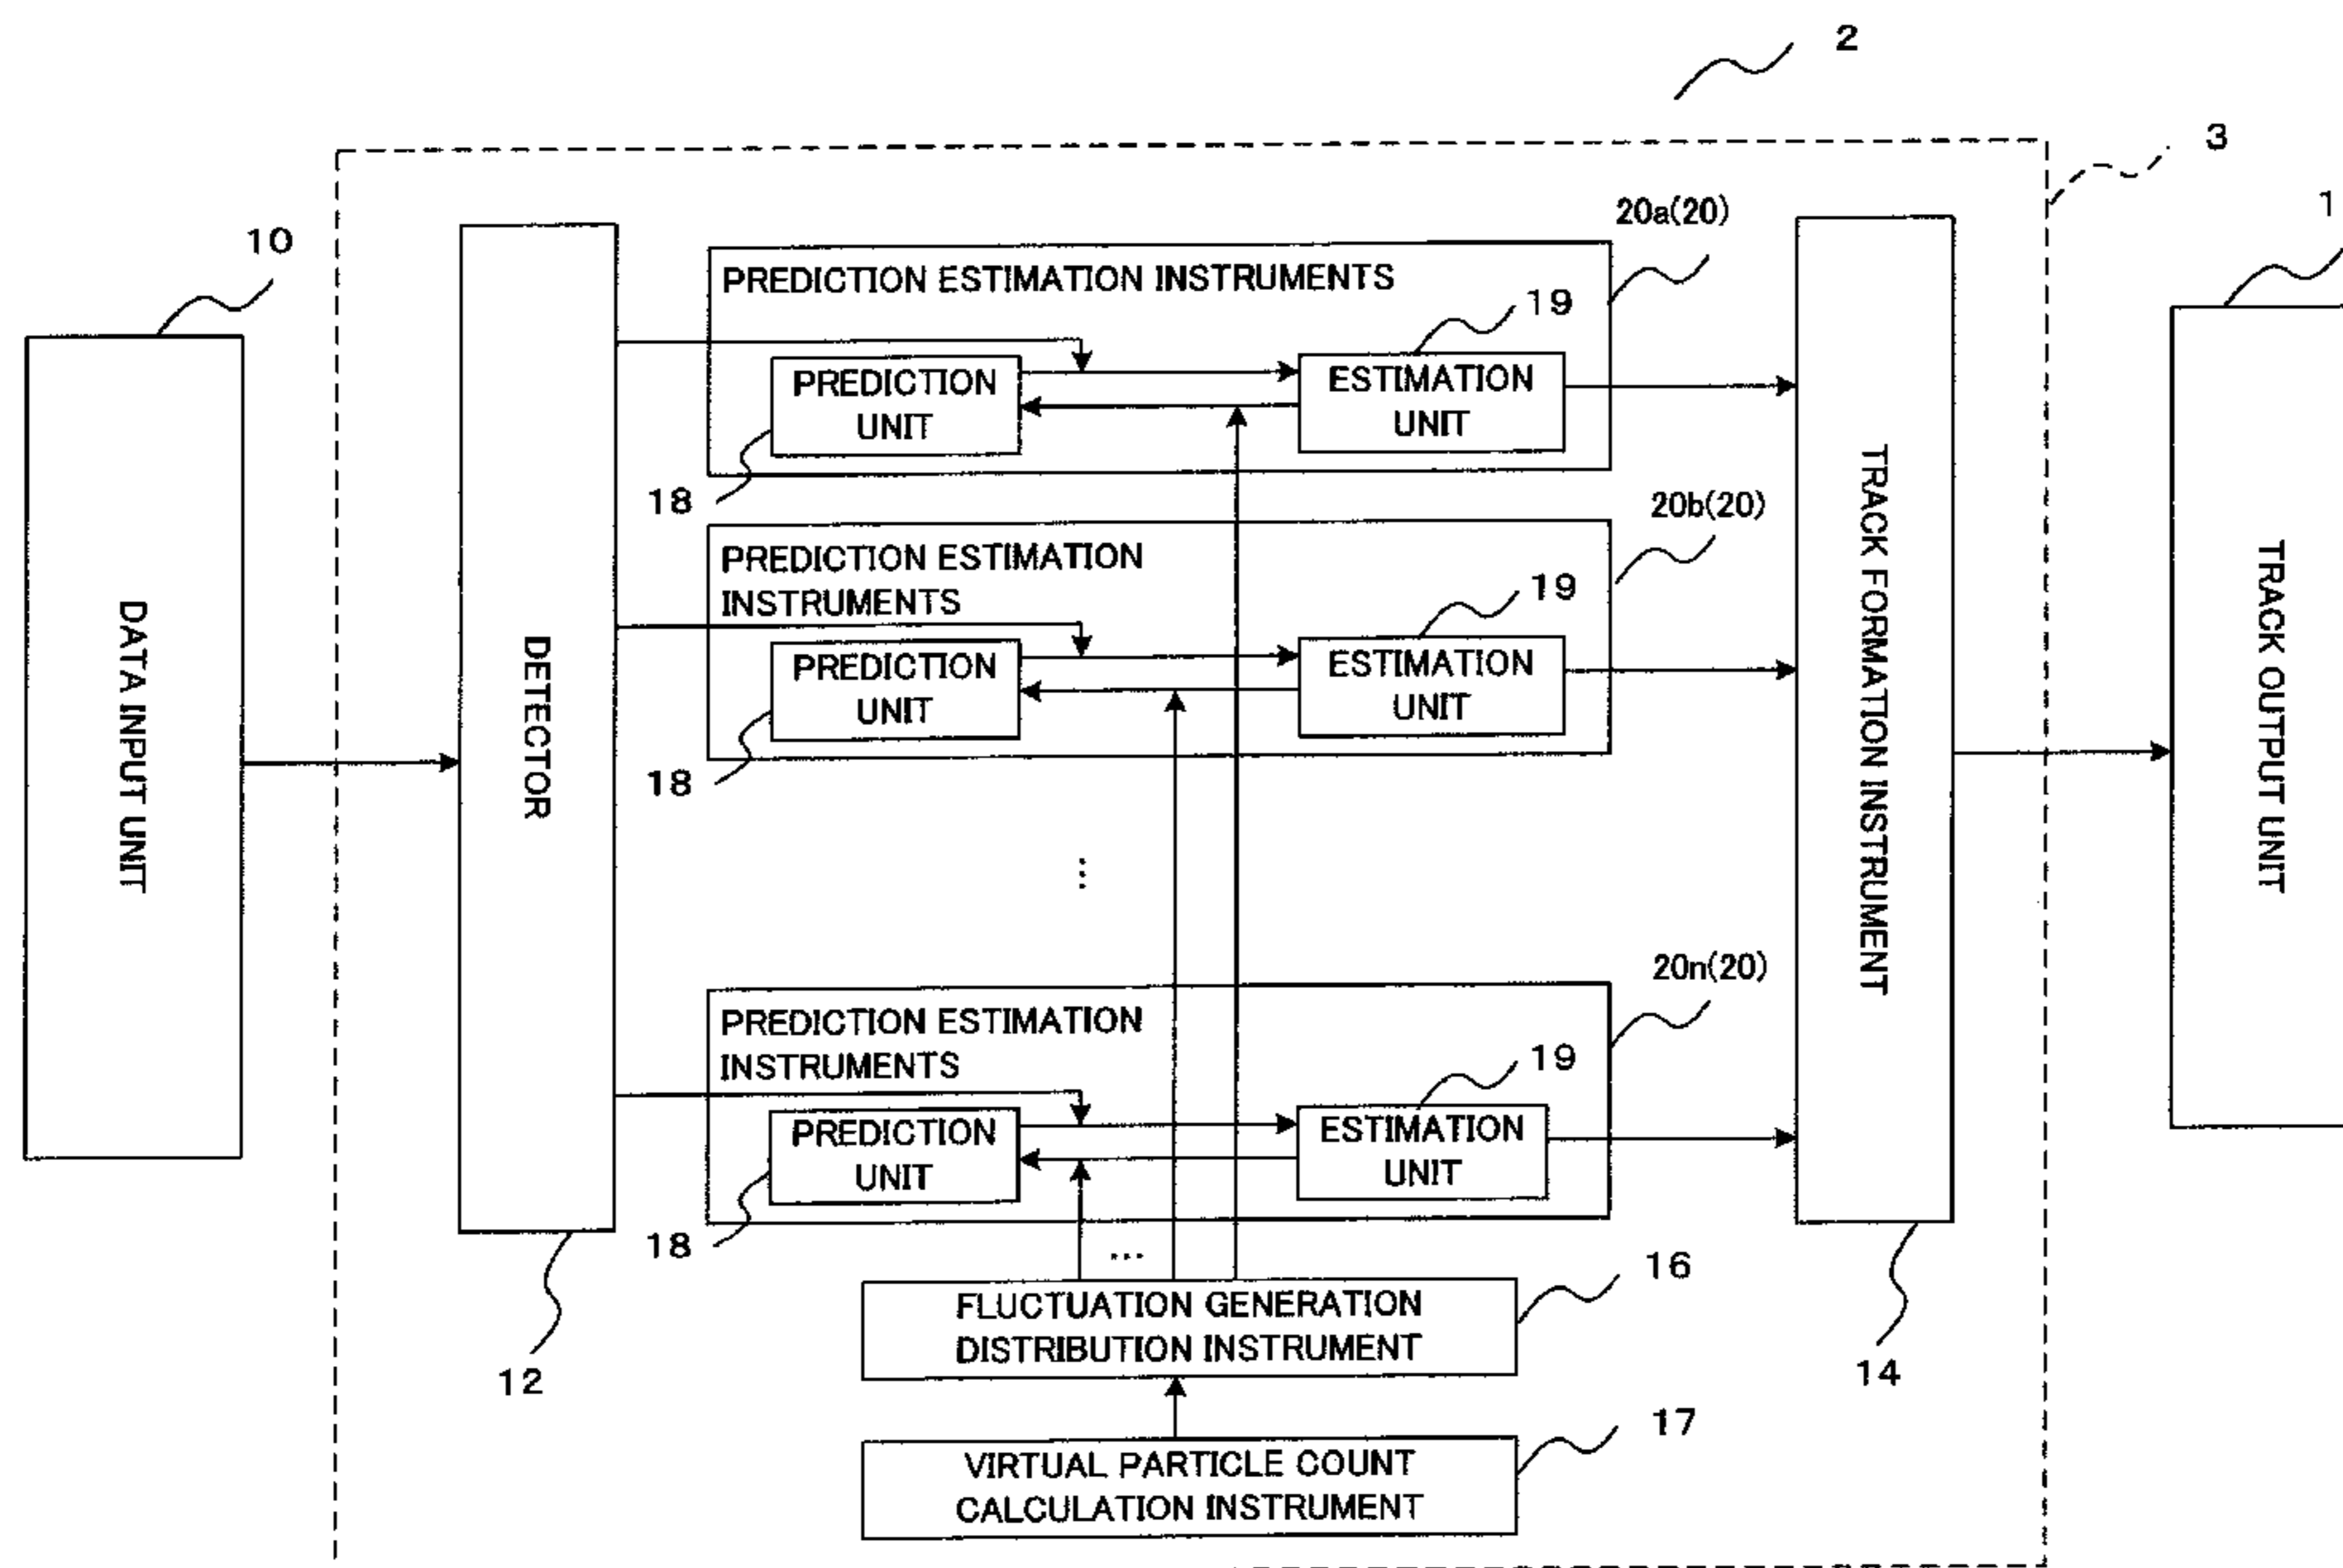 2
3
1
10
20a(20)
PREDICTION ESTIMATION INSTRUMENTS
19
PREDICTION
UNIT
ESTIMATION
UNIT
18
20b(20)
PREDICTION ESTIMATION
INSTRUMENTS
19
PREDICTION
UNIT
ESTIMATION
UNIT
18
DATA INPUT UNIT
DETECTOR
TRACK FORMATION INSTRUMENT
TRACK OUTPUT UNIT
...
20n(20)
PREDICTION ESTIMATION
INSTRUMENTS
19
PREDICTION
UNIT
ESTIMATION
UNIT
18
...
16
FLUCTUATION GENERATION
DISTRIBUTION INSTRUMENT
12
14
17
VIRTUAL PARTICLE COUNT
CALCULATION INSTRUMENT